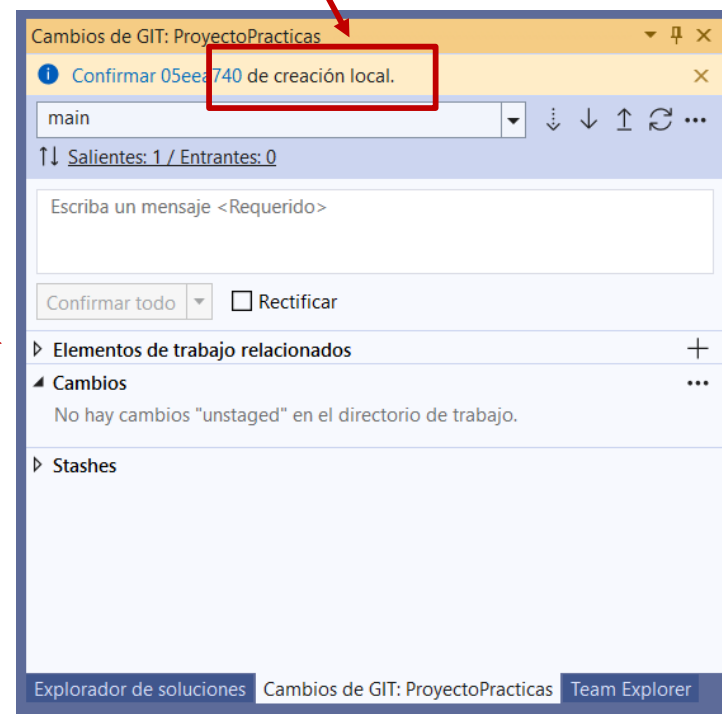 Cambios de GIT: ProyectoPracticas
Confirmar 05eea740 de creación local.
main
Salientes: 1 / Entrantes: 0
Escriba un mensaje <Requerido>
Confirmar todo Rectificar
Elementos de trabajo relacionados
Cambios
No hay cambios "unstaged" en el directorio de trabajo.
Stashes
Explorador de soluciones Cambios de GIT: ProyectoPracticas Team Explorer